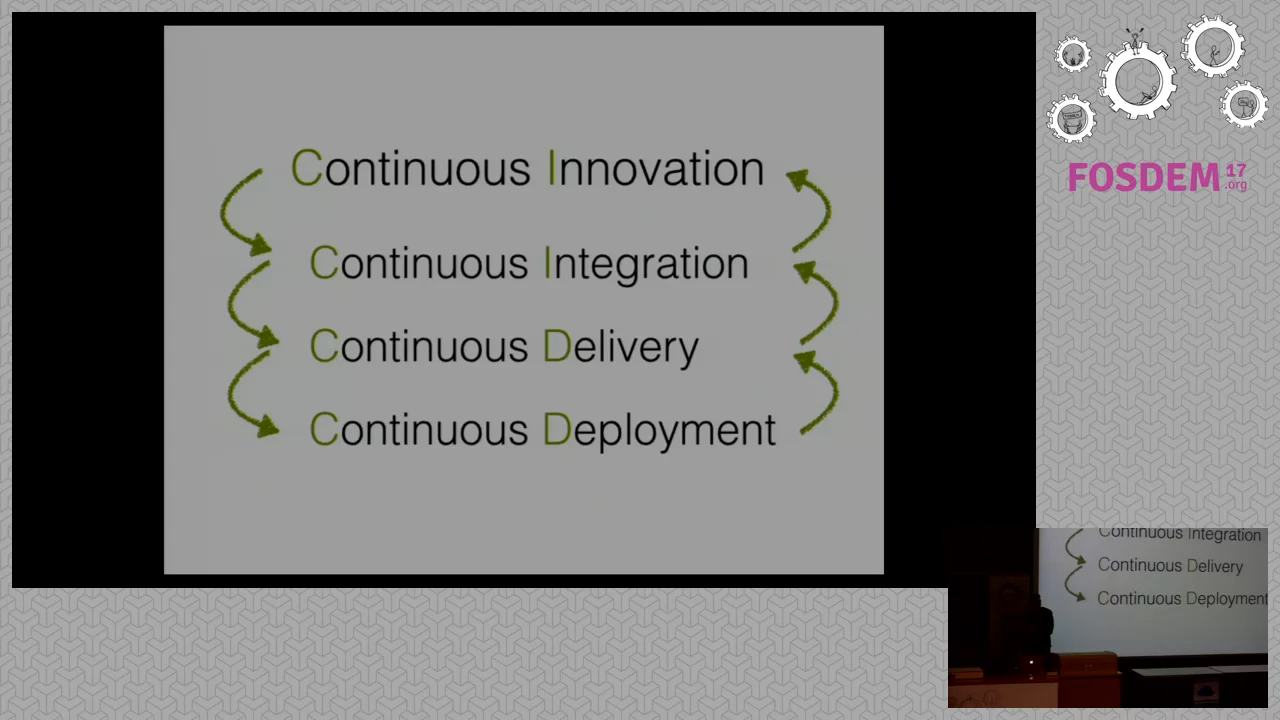 Continuous Innovation
Continuous Integration
Continuous Delivery
Continuous Deployment
FOSDEM 17
.org
Continuous Integration
Continuous Delivery
Continuous Deployment